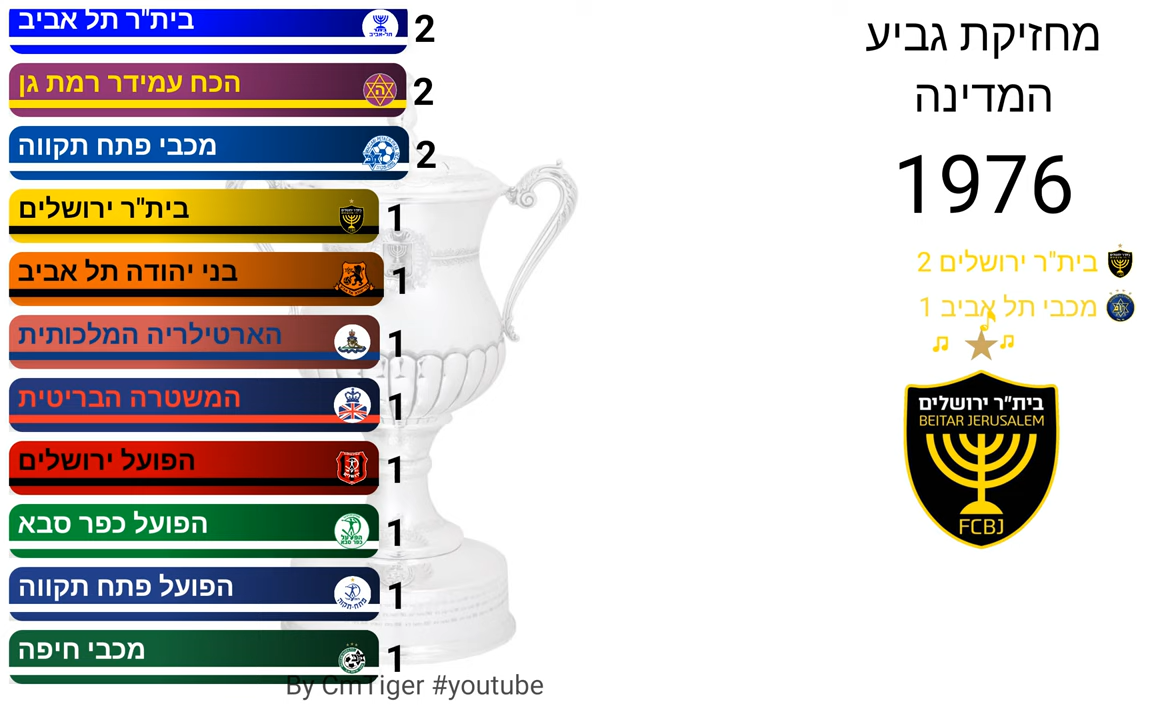 בית"ר תל אביב 2
הכח עמידר רמת גן 2
מכבי פתח תקווה 2
בית"ר ירושלים 1
בני יהודה תל אביב 1
הארטילריה המלכותית 1
המשטרה הבריטית 1
הפועל ירושלים 1
הפועל כפר סבא 1
הפועל פתח תקווה 1
מכבי חיפה 1
By CmTiger #youtube
מחזיקת גביע
המדינה
1976
בית"ר ירושלים 2
מכבי תל אביב 1
בית"ר ירושלים
BEITAR JERUSALEM
FCBJ